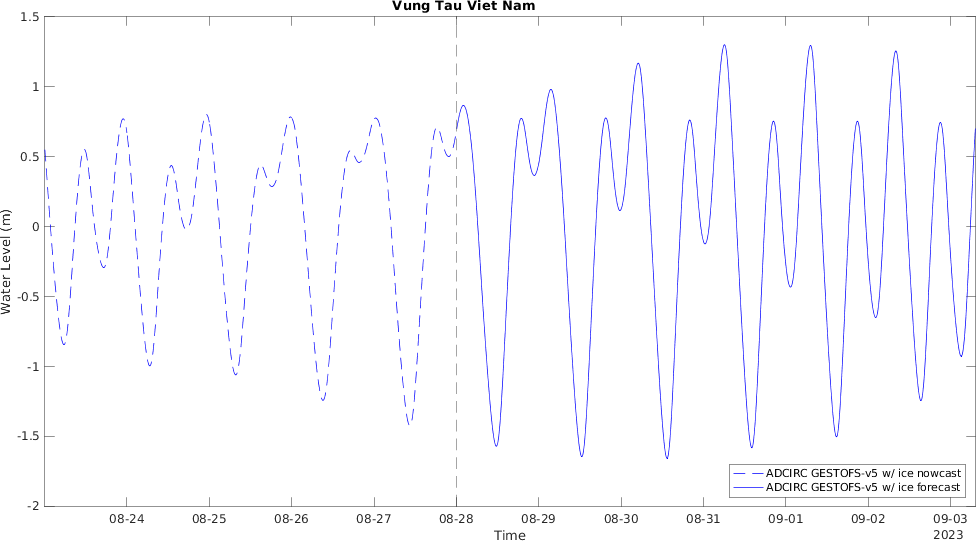 Vung Tau Viet Nam
Water Level (m)
1.5
1
0.5
0
-0.5
-1
-1.5
-2
ADCIRC GESTOFS-v5 w/ ice nowcast
ADCIRC GESTOFS-v5 w/ ice forecast
08-24 08-25 08-26 08-27 08-28 08-29 08-30 08-31 09-01 09-02 09-03
Time 2023